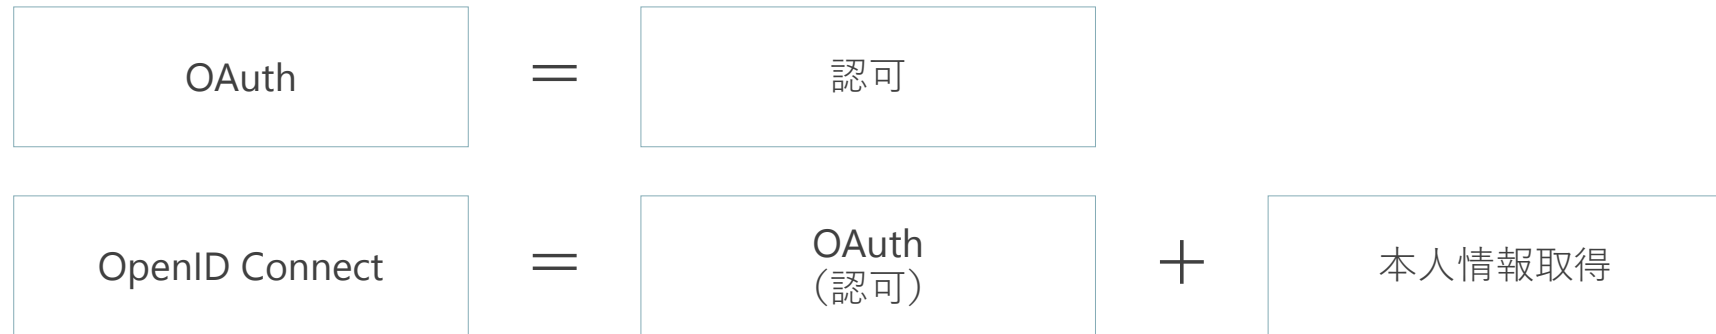 OAuth = 認可
OpenID Connect = OAuth
（認可） + 本人情報取得